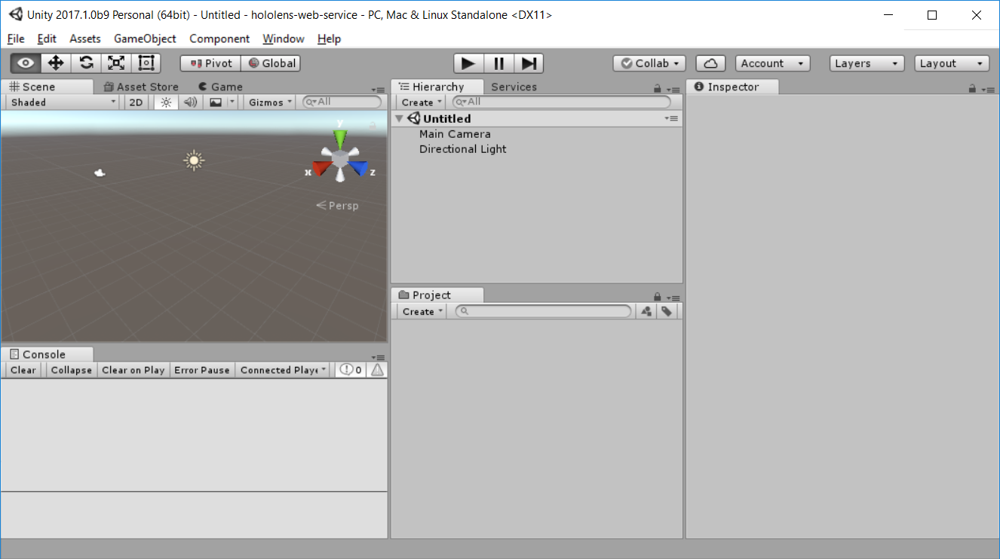 Unity 2017.1.0b9 Personal (64bit) - Untitled - hololens-web-service - PC, Mac & Linux Standalone <DX11>
File Edit Assets GameObject Component Window Help
Pivot Global Collab Account Layers Layout
Scene Asset Store Game
Shaded 2D Gizmos All
y
x z
Persp
Console
Clear Collapse Clear on Play Error Pause Connected Playe 0
Hierarchy Services
Create All
Untitled
Main Camera
Directional Light
Project
Create
Inspector